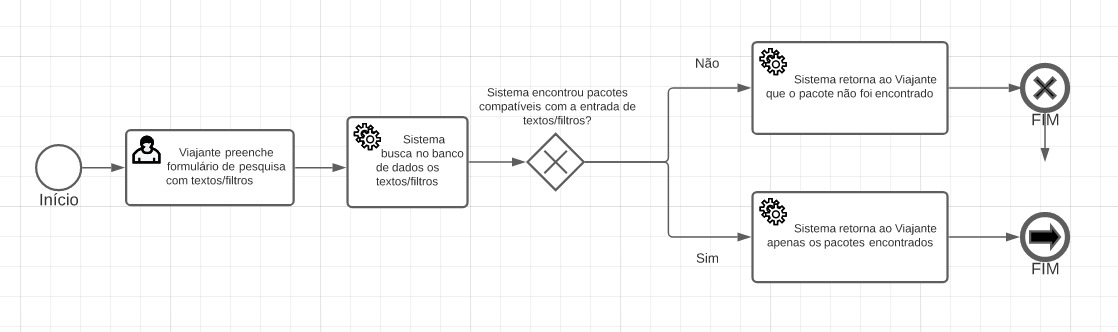 Início
Viajante preenche
formulário de pesquisa
com textos/filtros
Sistema
busca no banco
de dados os
textos/filtros
Sistema encontrou pacotes
compatíveis com a entrada de
textos/filtros?
Não
Sistema retorna ao Viajante
que o pacote não foi encontrado
FIM
Sim
Sistema retorna ao Viajante
apenas os pacotes encontrados
FIM